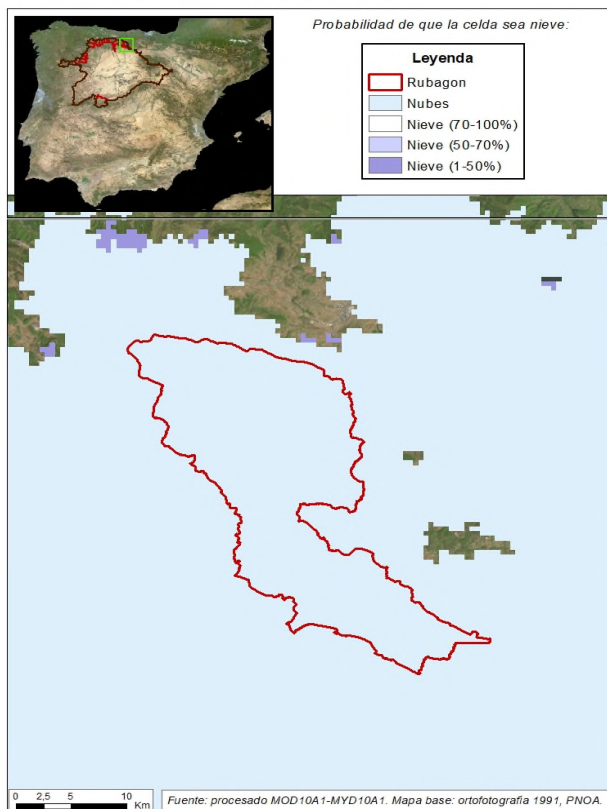 Probabilidad de que la celda sea nieve:
Leyenda
Rubagon
Nubes
Nieve (70-100%)
Nieve (50-70%)
Nieve (1-50%)
0 2,5 5 10
Km
Fuente: procesado MOD10A1-MYD10A1. Mapa base: ortofotografia 1991, PNOA